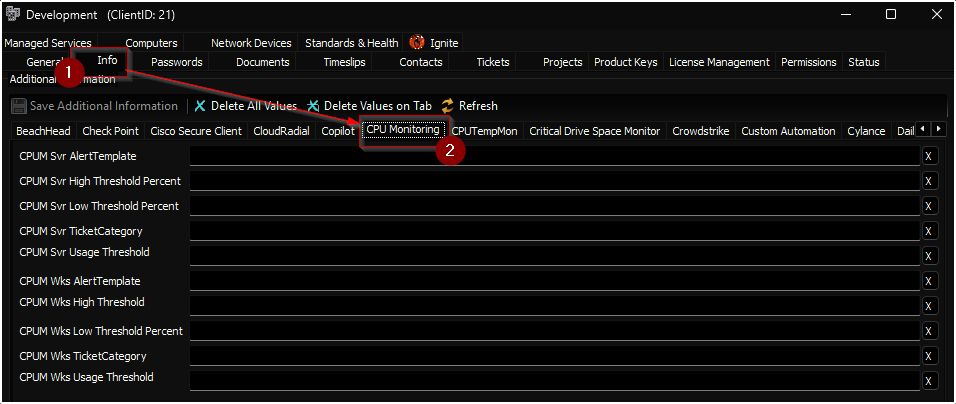 Development (ClientID: 21)
Managed Services Computers Network Devices Standards & Health Ignite
General Info Passwords Documents Timeslips Contacts Tickets Projects Product Keys License Management Permissions Status
1
Additional Information
Save Additional Information Delete All Values Delete Values on Tab Refresh
BeachHead Check Point Cisco Secure Client CloudRadial Copilot CPU Monitoring CPUTempMon Critical Drive Space Monitor Crowdstrike Custom Automation Cylance Dail
2
CPUM Svr AlertTemplate X
CPUM Svr High Threshold Percent X
CPUM Svr Low Threshold Percent X
CPUM Svr TicketCategory X
CPUM Svr Usage Threshold X
CPUM Wks AlertTemplate X
CPUM Wks High Threshold X
CPUM Wks Low Threshold Percent X
CPUM Wks TicketCategory X
CPUM Wks Usage Threshold X